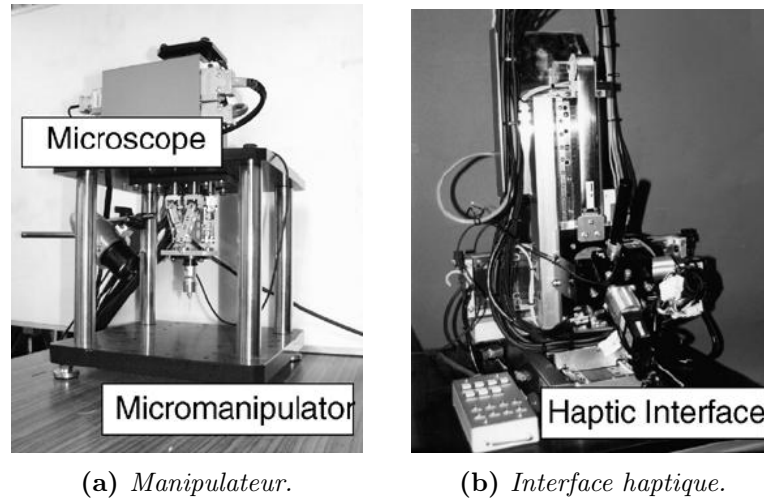 Microscope
Micromanipulator
Haptic Interface
(a) Manipulateur.
(b) Interface haptique.